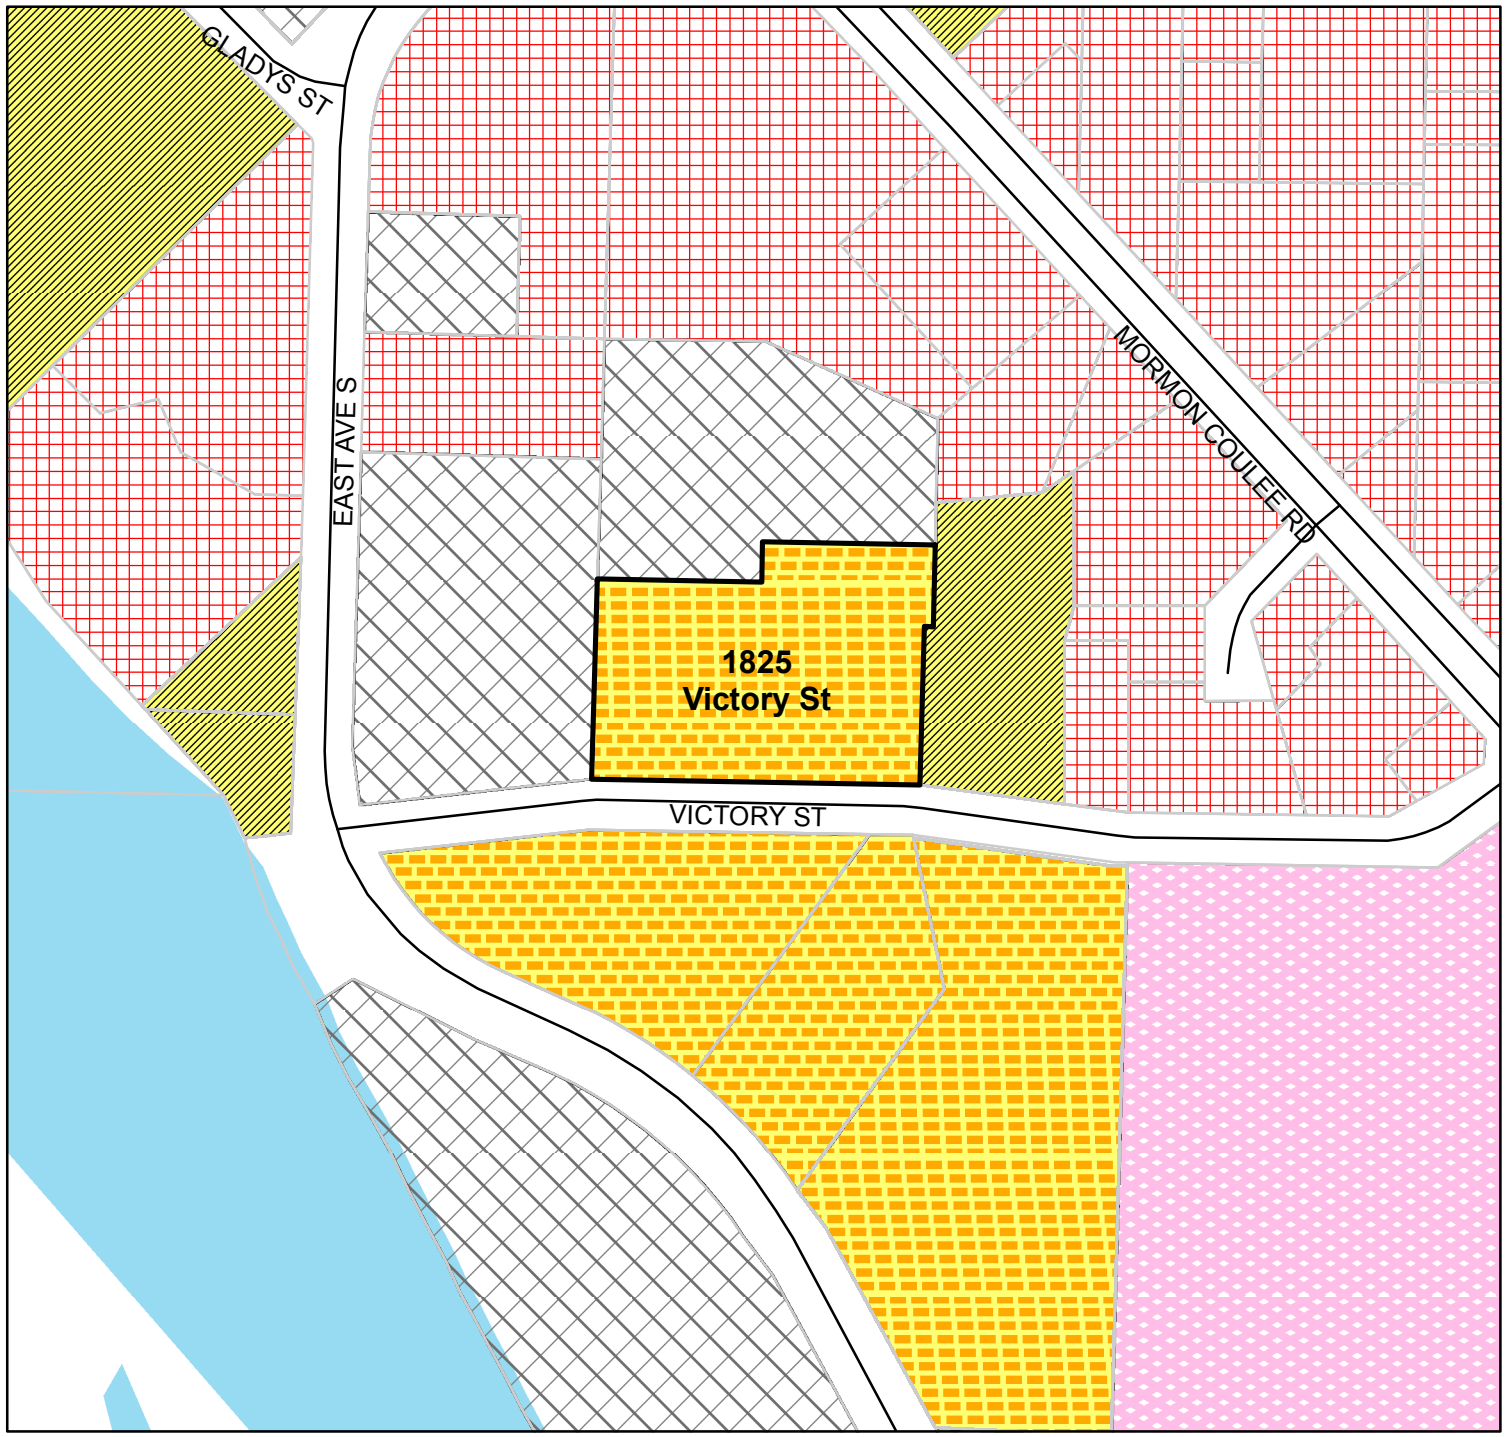 GLADYS ST
EAST AVE S
MORMON COULEE RD
1825
Victory St
VICTORY ST